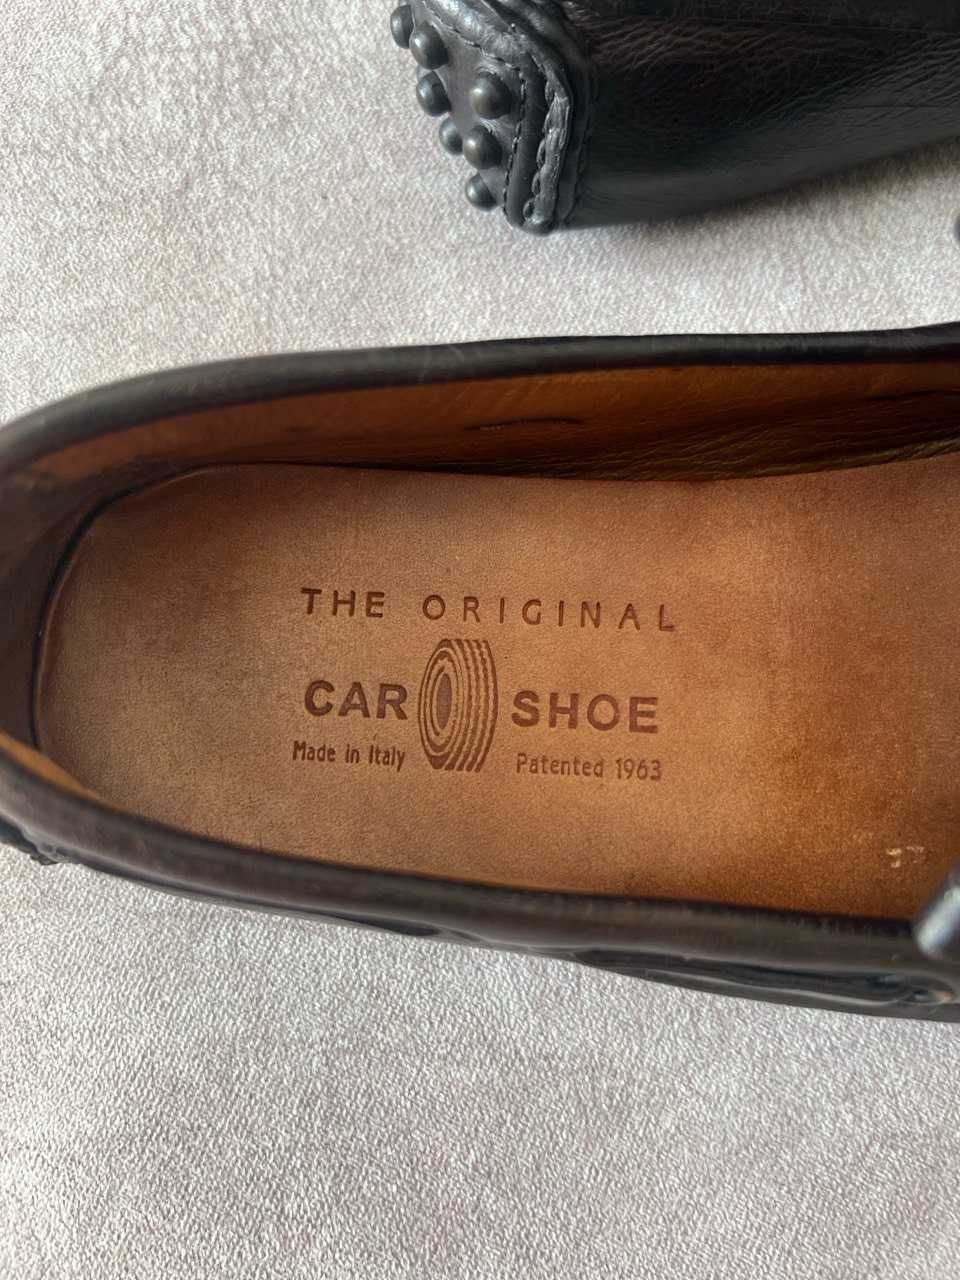 THE ORIGINAL
CAR SHOE
Made in Italy Patented 1963